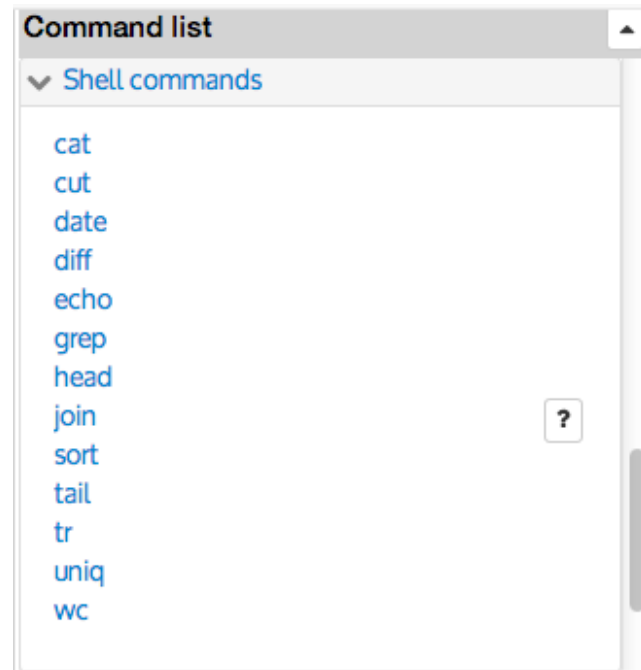 Command list
Shell commands
cat
cut
date
diff
echo
grep
head
join
?
sort
tail
tr
uniq
wc